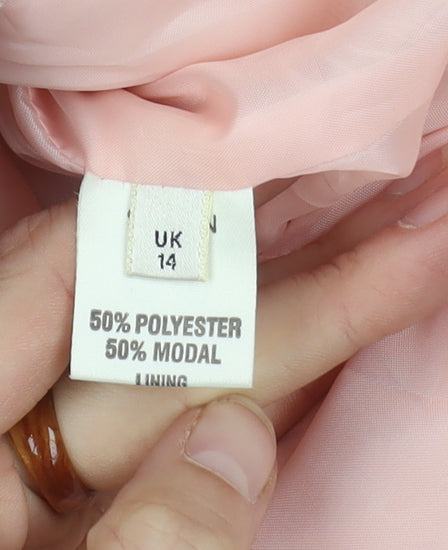 UK
14
50% POLYESTER
50% MODAL
LINING